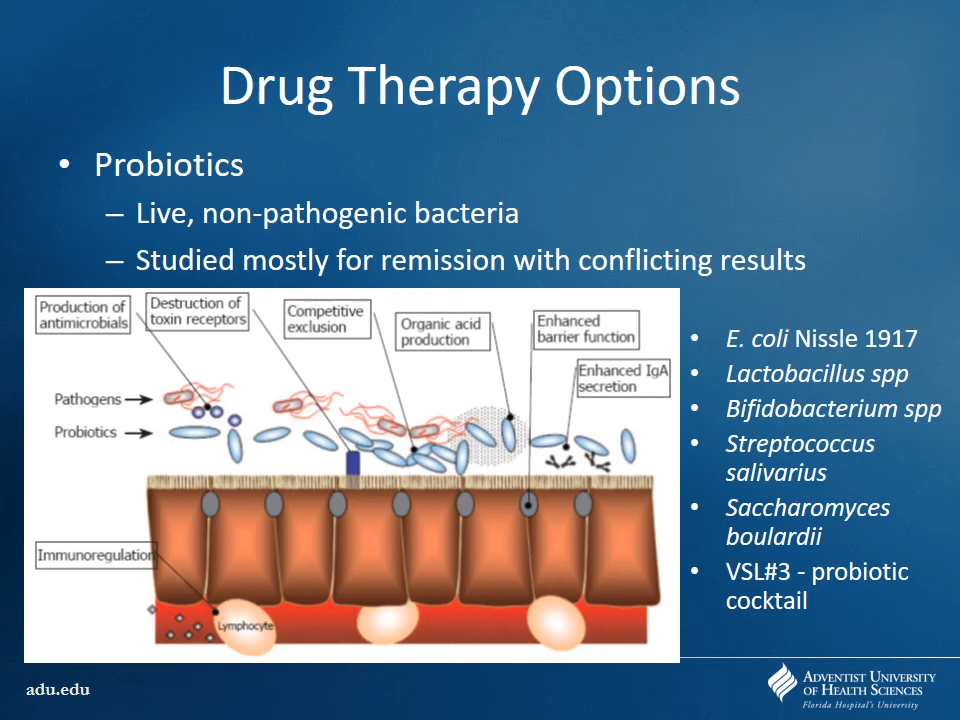 Drug Therapy Options
• Probiotics
– Live, non-pathogenic bacteria
– Studied mostly for remission with conflicting results
Production of
antimicrobials
Destruction of
toxin receptors
Competitive
exclusion
Organic acid
production
Enhanced
barrier function
Enhanced IgA
secretion
Pathogens
Probiotics
Immunoregulation
Lymphocyte
• E. coli Nissle 1917
• Lactobacillus spp
• Bifidobacterium spp
• Streptococcus
salivarius
• Saccharomyces
boulardii
• VSL#3 - probiotic
cocktail
adu.edu
ADVENTIST UNIVERSITY
OF HEALTH SCIENCES
Florida Hospital's University